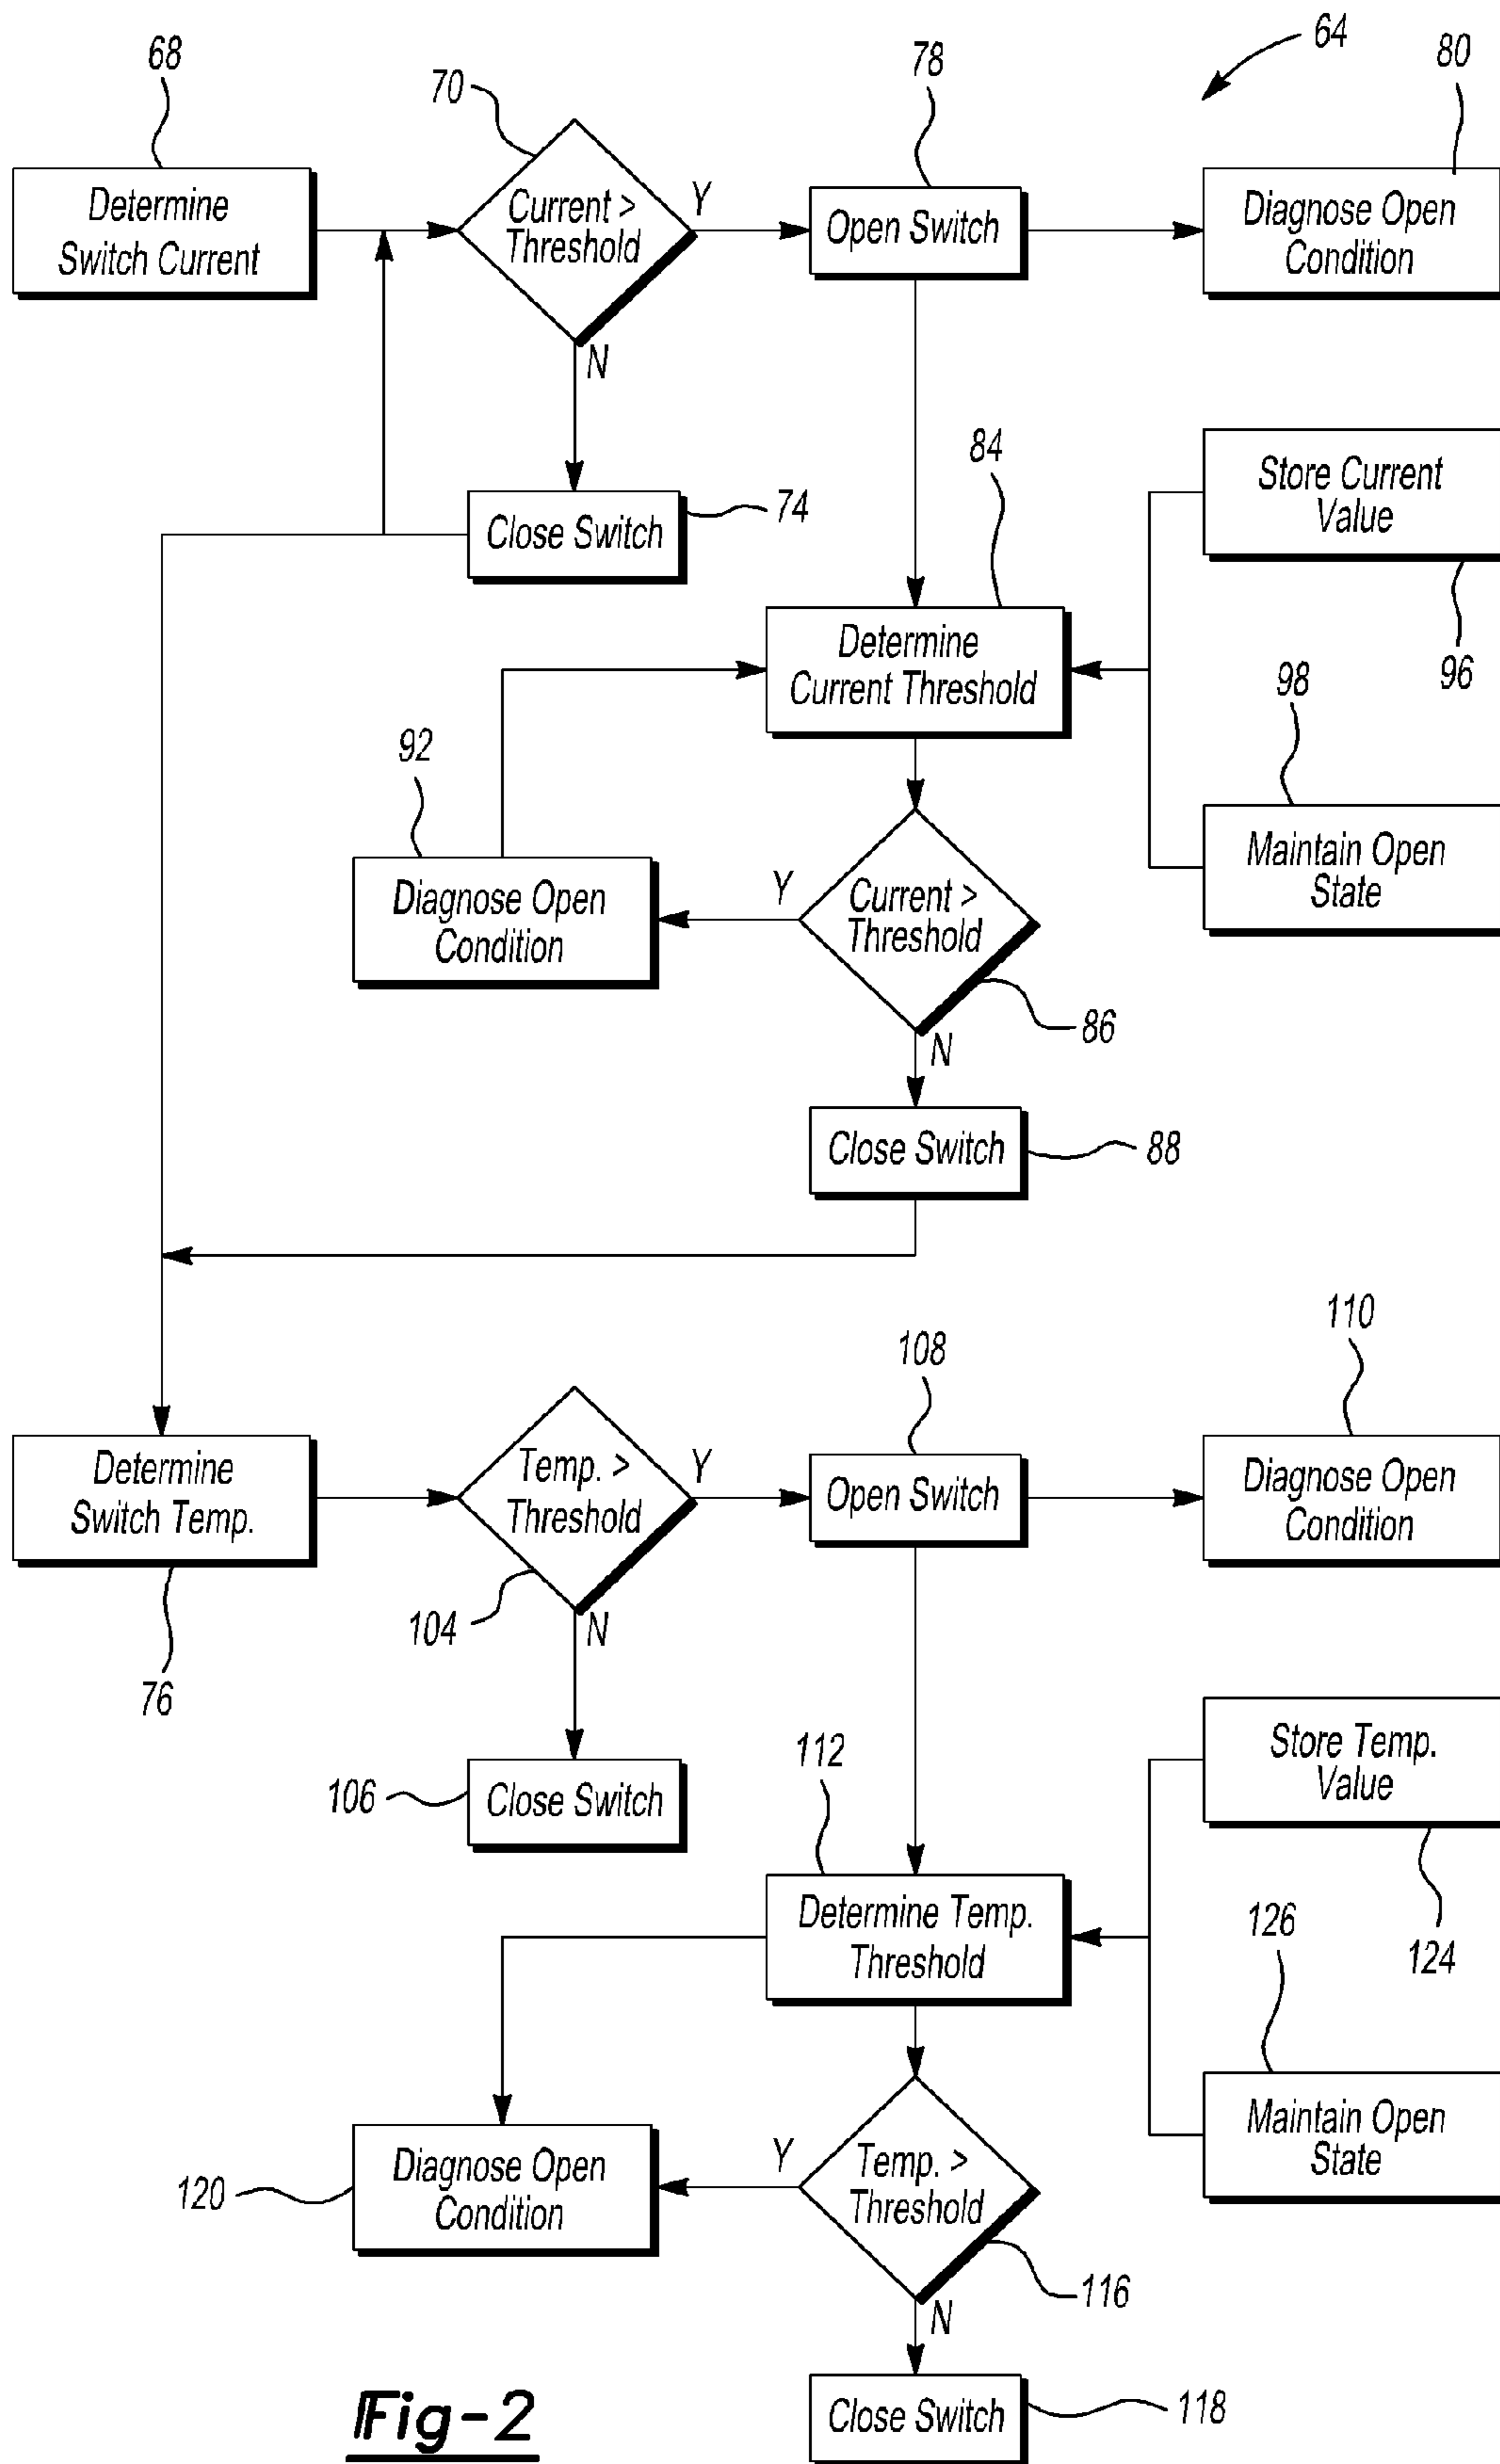 64
68
70
78
80
Determine
Switch Current
Current >
Threshold
Y
Open Switch
Diagnose Open
Condition
N
84
Close Switch
74
Store Current
Value
96
Determine
Current Threshold
98
92
Diagnose Open
Condition
Y
Current >
Threshold
Maintain Open
State
86
N
Close Switch
88
108
110
Determine
Switch Temp.
Temp. >
Threshold
Y
Open Switch
Diagnose Open
Condition
104
N
76
112
Store Temp.
Value
106
Close Switch
124
Determine Temp.
Threshold
126
120
Diagnose Open
Condition
Y
Temp. >
Threshold
Maintain Open
State
116
N
Close Switch
118
Fig-2